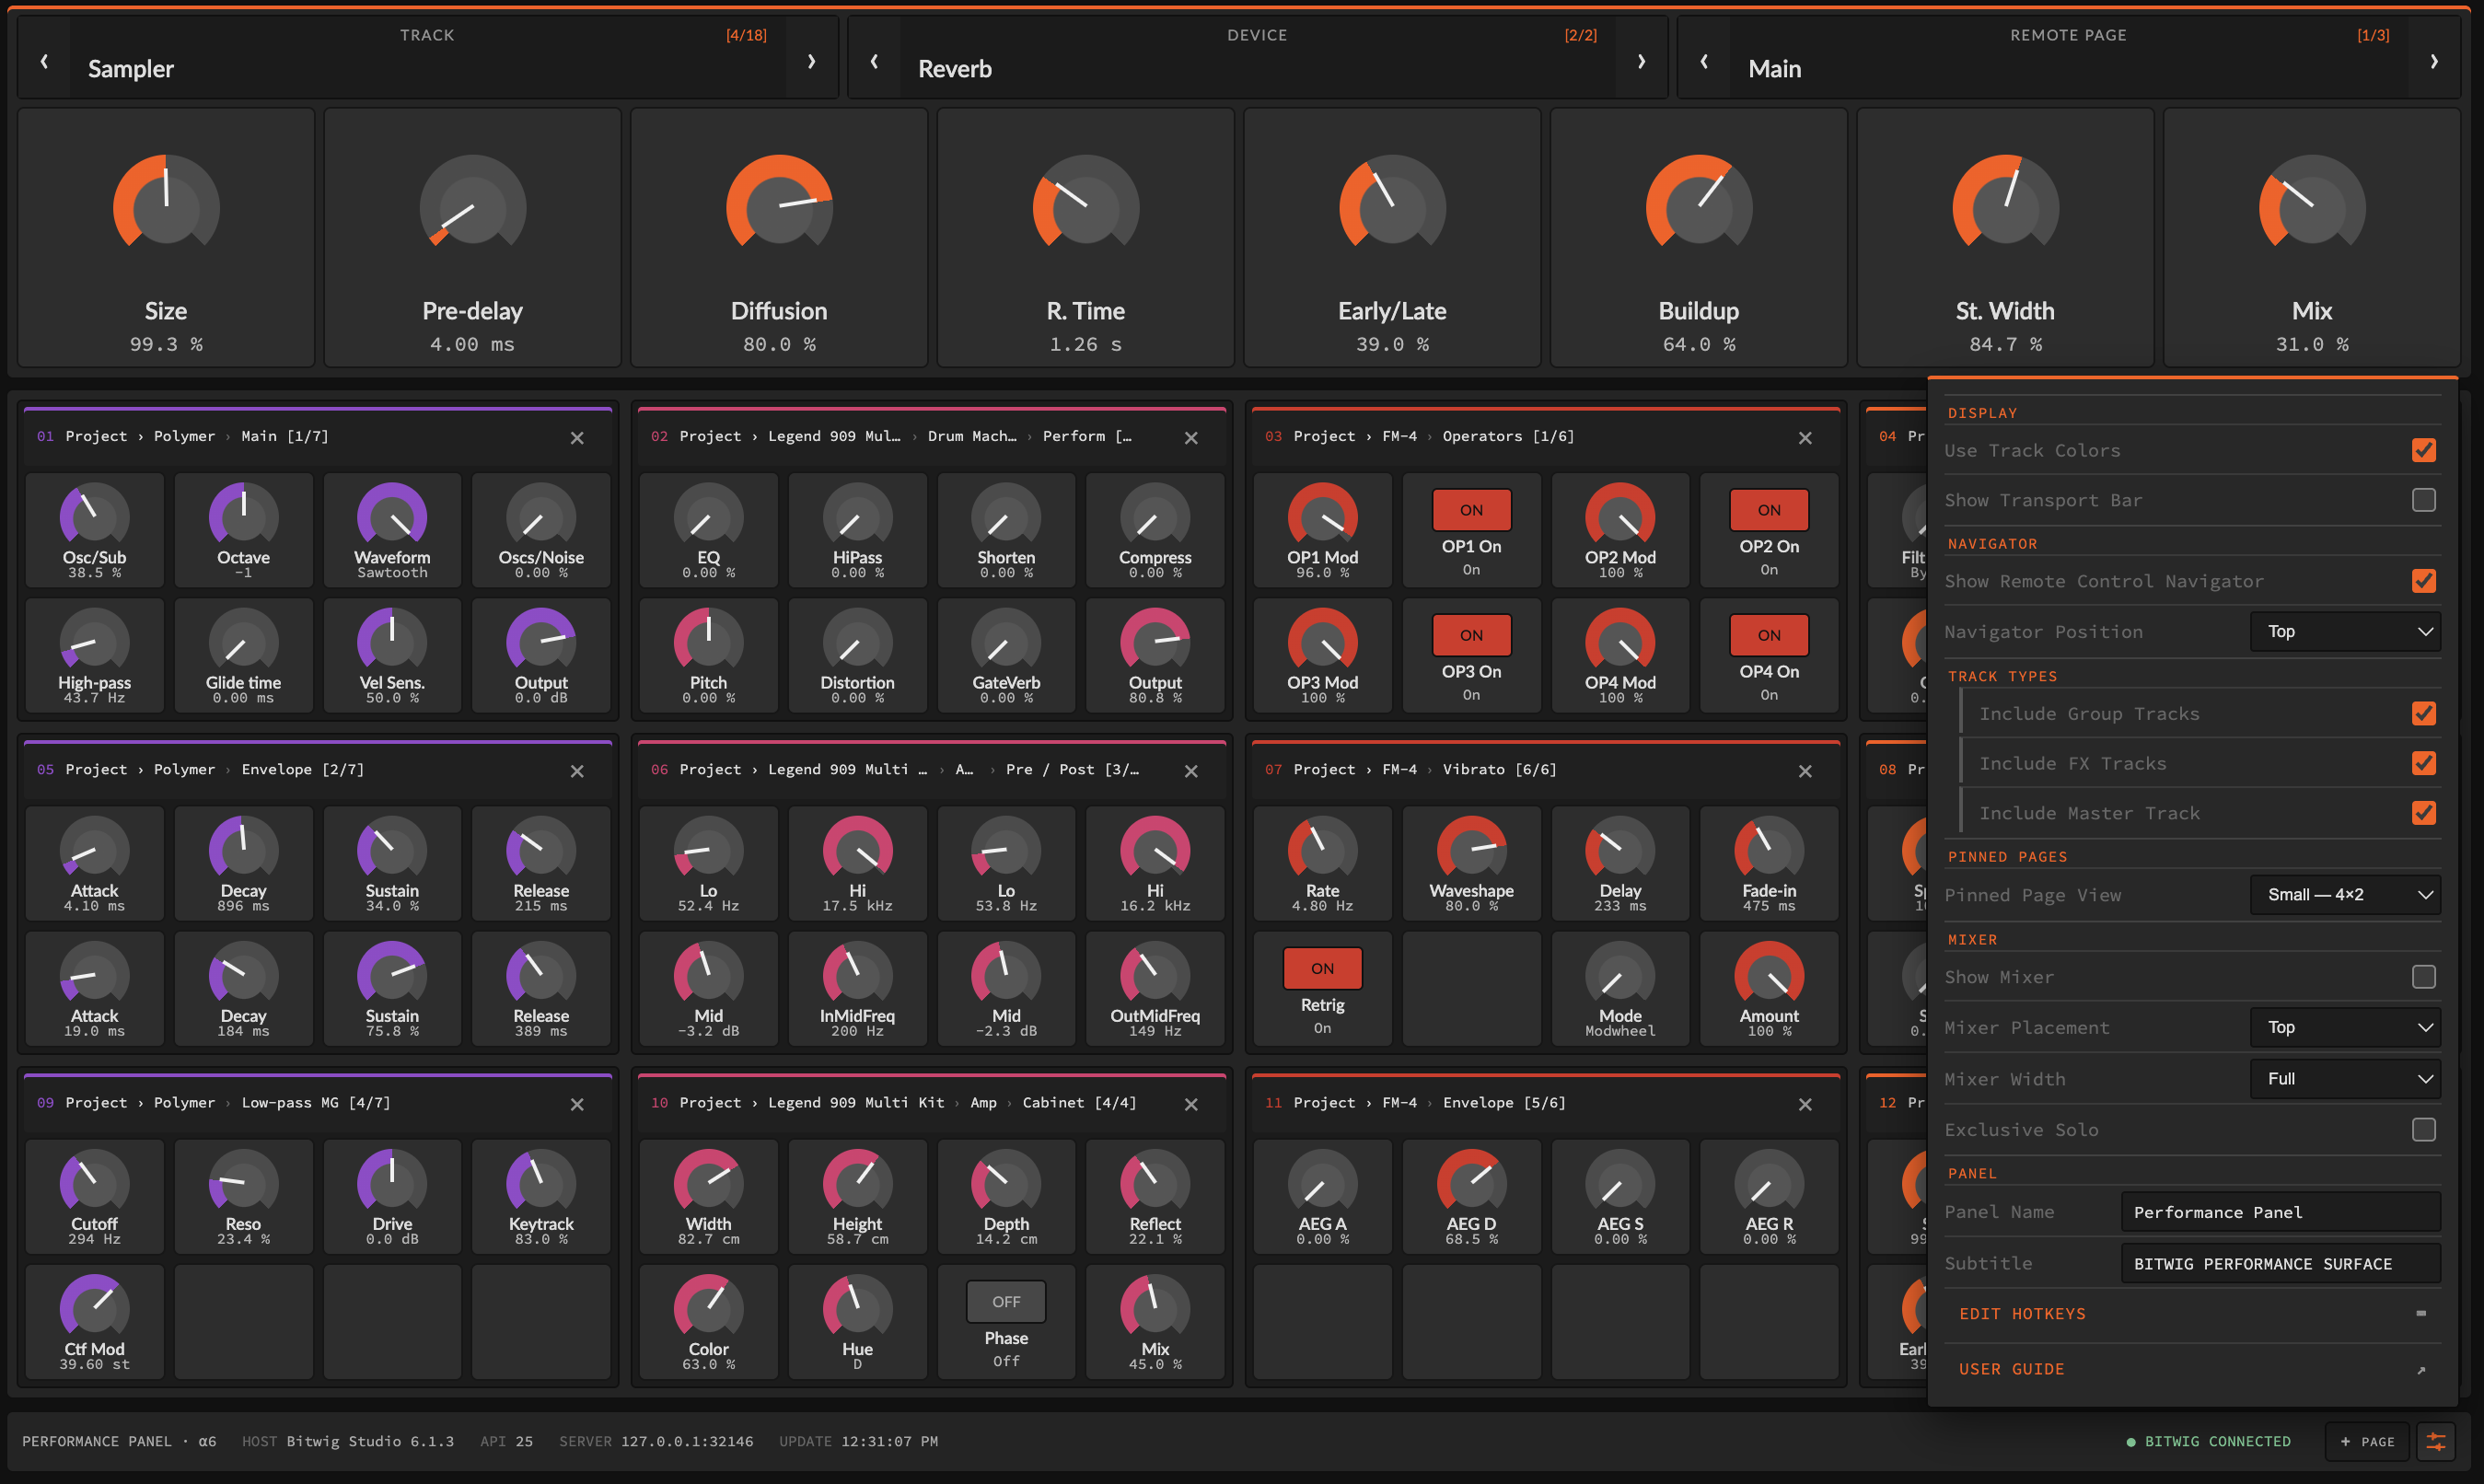 TRACK [4/18]
‹ Sampler ›
DEVICE [2/2]
‹ Reverb ›
REMOTE PAGE [1/3]
‹ Main ›
Size Pre-delay Diffusion R. Time Early/Late Buildup St. Width Mix
99.3 % 4.00 ms 80.0 % 1.26 s 39.0 % 64.0 % 84.7 % 31.0 %
01 Project › Polymer › Main [1/7] ×
Osc/Sub Octave Waveform Oscs/Noise
38.5 % -1 Sawtooth 0.00 %
High-pass Glide time Vel Sens. Output
43.7 Hz 0.00 ms 50.0 % 0.0 dB
02 Project › Legend 909 Mul… › Drum Mach… › Perform [… ×
EQ HiPass Shorten Compress
0.00 % 0.00 % 0.00 % 0.00 %
Pitch Distortion GateVerb Output
0.00 % 0.00 % 0.00 % 80.8 %
03 Project › FM-4 › Operators [1/6] ×
ON ON
OP1 Mod OP1 On OP2 Mod OP2 On
96.0 % On 100 % On
ON ON
OP3 Mod OP3 On OP4 Mod OP4 On
100 % On 100 % On
04 Pr
Filt
By
0.
05 Project › Polymer › Envelope [2/7] ×
Attack Decay Sustain Release
4.10 ms 896 ms 34.0 % 215 ms
Attack Decay Sustain Release
19.0 ms 184 ms 75.8 % 389 ms
06 Project › Legend 909 Multi … › A… › Pre / Post [3/… ×
Lo Hi Lo Hi
52.4 Hz 17.5 kHz 53.8 Hz 16.2 kHz
Mid InMidFreq Mid OutMidFreq
-3.2 dB 200 Hz -2.3 dB 149 Hz
07 Project › FM-4 › Vibrato [6/6] ×
Rate Waveshape Delay Fade-in
4.80 Hz 80.0 % 233 ms 475 ms
ON
Retrig Mode Amount
On Modwheel 100 %
08 Pr
0.
09 Project › Polymer › Low-pass MG [4/7] ×
Cutoff Reso Drive Keytrack
294 Hz 23.4 % 0.0 dB 83.0 %
Ctf Mod
39.60 st
10 Project › Legend 909 Multi Kit › Amp › Cabinet [4/4] ×
Width Height Depth Reflect
82.7 cm 58.7 cm 14.2 cm 22.1 %
OFF
Color Hue Phase Mix
63.0 % D Off 45.0 %
11 Project › FM-4 › Envelope [5/6] ×
AEG A AEG D AEG S AEG R
0.00 % 68.5 % 0.00 % 0.00 %
12 Pr
99
Earl
39
DISPLAY
Use Track Colors
Show Transport Bar
NAVIGATOR
Show Remote Control Navigator
Navigator Position Top
TRACK TYPES
Include Group Tracks
Include FX Tracks
Include Master Track
PINNED PAGES
Pinned Page View Small — 4×2
MIXER
Show Mixer
Mixer Placement Top
Mixer Width Full
Exclusive Solo
PANEL
Panel Name Performance Panel
Subtitle BITWIG PERFORMANCE SURFACE
EDIT HOTKEYS
USER GUIDE ↗
PERFORMANCE PANEL · α6 HOST Bitwig Studio 6.1.3 API 25 SERVER 127.0.0.1:32146 UPDATE 12:31:07 PM
BITWIG CONNECTED + PAGE